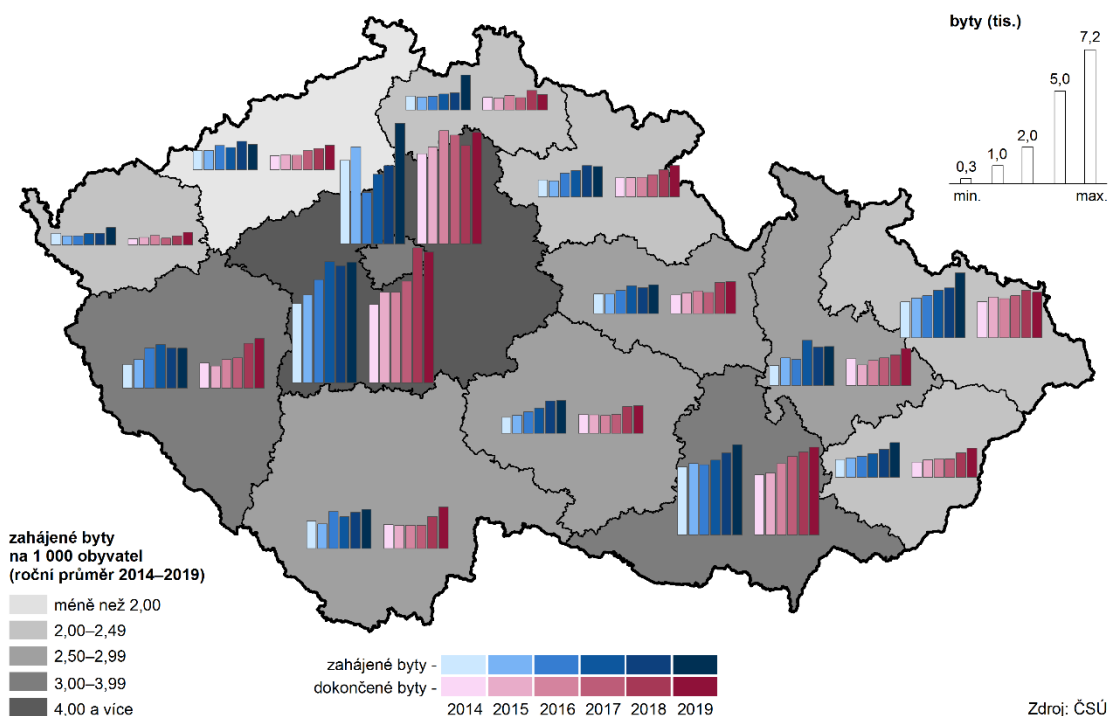 byty (tis.)
7,2
5,0
2,0
1,0
0,3
min.
max.
zahájené byty
na 1 000 obyvatel
(roční průměr 2014–2019)
méně než 2,00
2,00–2,49
2,50–2,99
3,00–3,99
4,00 a více
zahájené byty -
dokončené byty -
2014 2015 2016 2017 2018 2019
Zdroj: ČSÚ